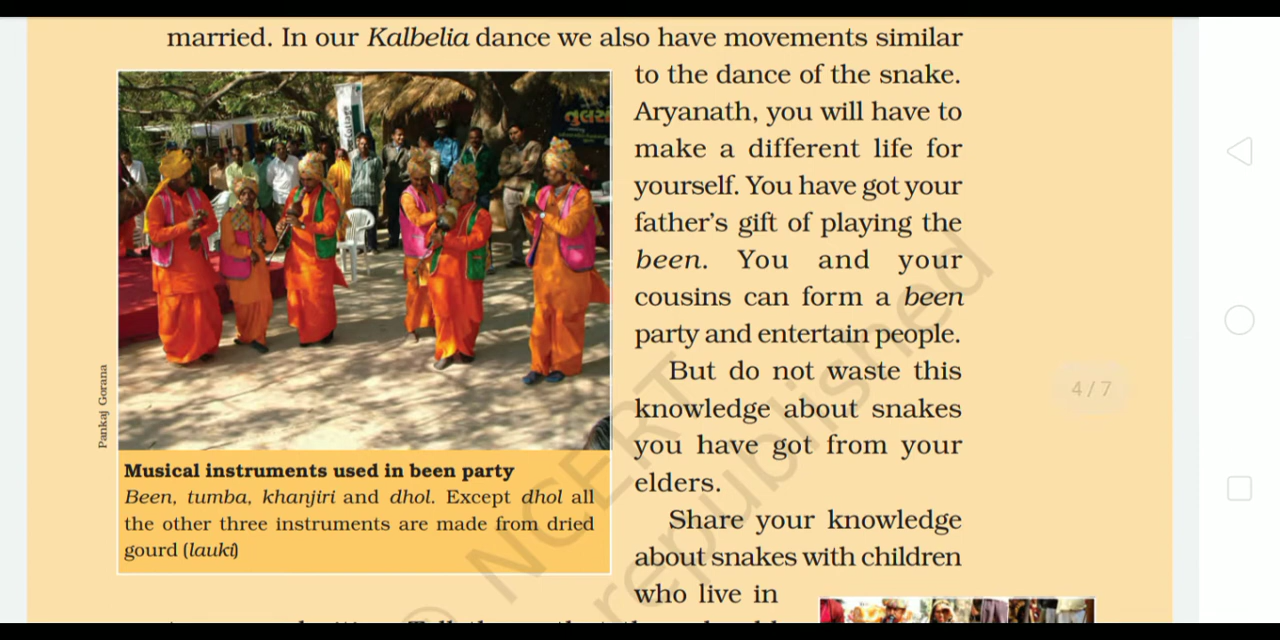 married. In our Kalbelia dance we also have movements similar
to the dance of the snake.
Aryanath, you will have to
make a different life for
yourself. You have got your
father's gift of playing the
been. You and your
cousins can form a been
party and entertain people.
But do not waste this
knowledge about snakes
you have got from your
elders.
Share your knowledge
about snakes with children
who live in
Pankaj Gorana
Musical instruments used in been party
Been, tumba, khanjiri and dhol. Except dhol all
the other three instruments are made from dried
gourd (lauki)
4 / 7
© NCERT
republished